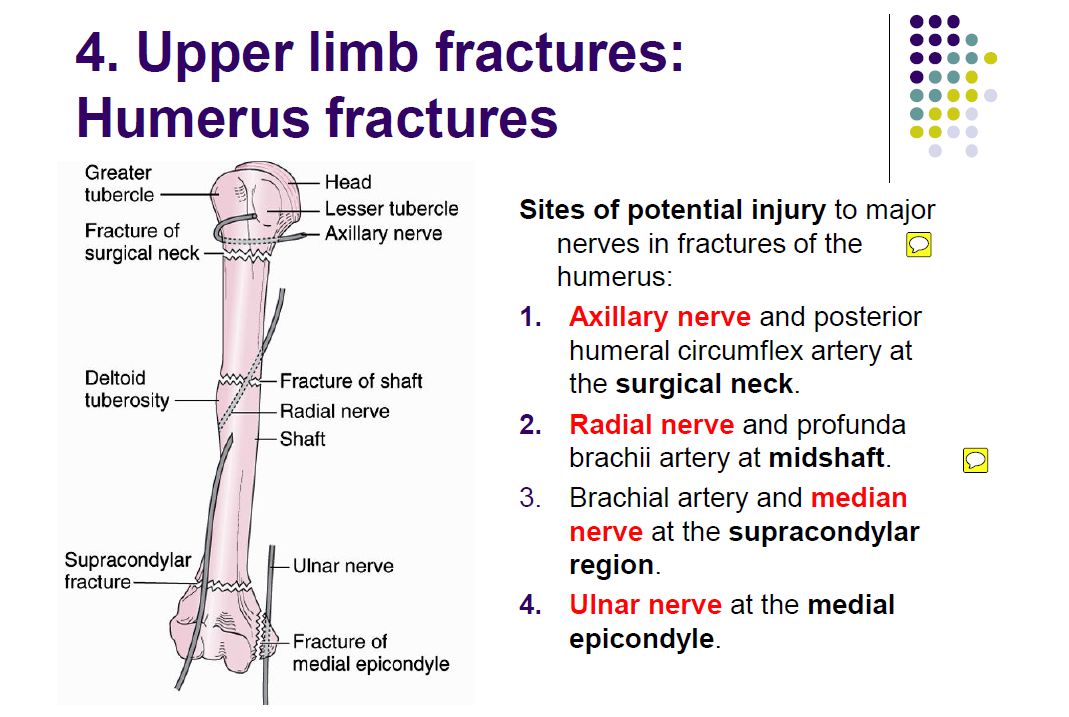 4. Upper limb fractures:
Humerus fractures
Greater
tubercle
Head
Lesser tubercle
Fracture of
surgical neck
Axillary nerve
Deltoid
tuberosity
Fracture of shaft
Radial nerve
Shaft
Supracondylar
fracture
Ulnar nerve
Fracture of
medial epicondyle
Sites of potential injury to major
nerves in fractures of the
humerus:
1. Axillary nerve and posterior
humeral circumflex artery at
the surgical neck.
2. Radial nerve and profunda
brachii artery at midshaft.
3. Brachial artery and median
nerve at the supracondylar
region.
4. Ulnar nerve at the medial
epicondyle.